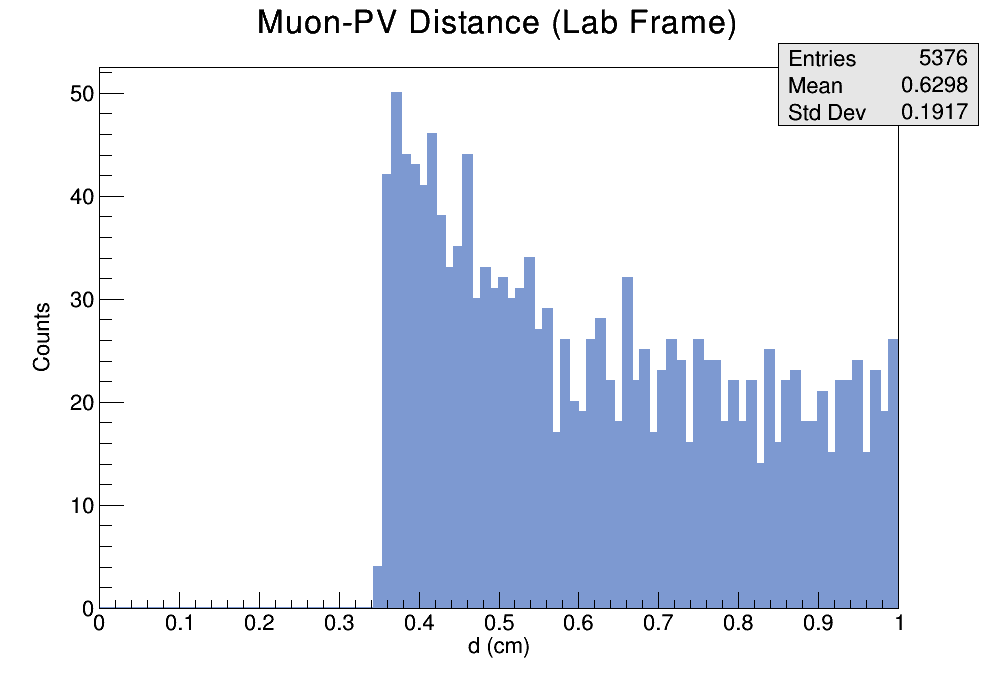 Muon-PV Distance (Lab Frame)
Entries 5376
Mean 0.6298
Std Dev 0.1917
50
40
30
20
10
0
Counts
0 0.1 0.2 0.3 0.4 0.5 0.6 0.7 0.8 0.9 1
d (cm)